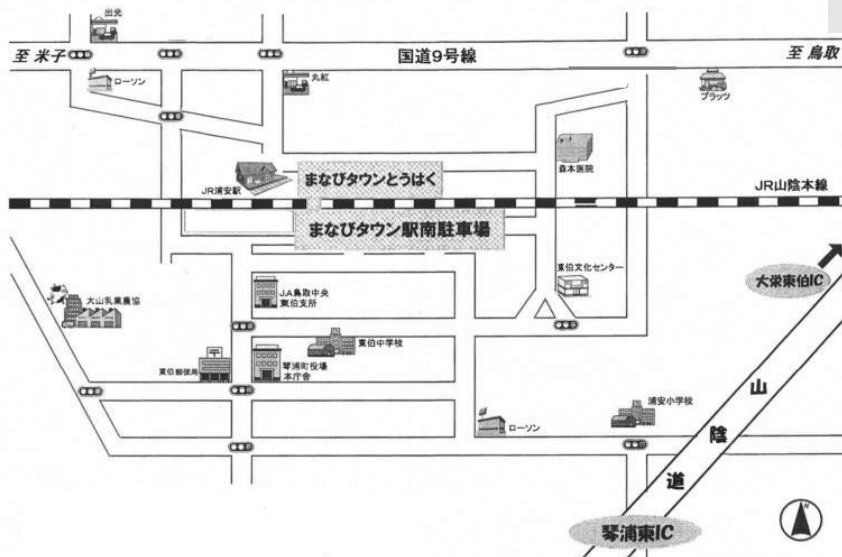 出光
至 米子
国道9号線
至 鳥取
ローソン
丸紅
プラッツ
森本医院
JR浦安駅
まなびタウンとうはく
JR山陰本線
まなびタウン駅南駐車場
東伯文化センター
大栄東伯IC
大山乳業農協
J.A鳥取中央
東伯支所
東伯中学校
東伯郵便局
琴浦町役場
本庁舎
浦安小学校
ローソン
山
陰
道
琴浦東IC
N